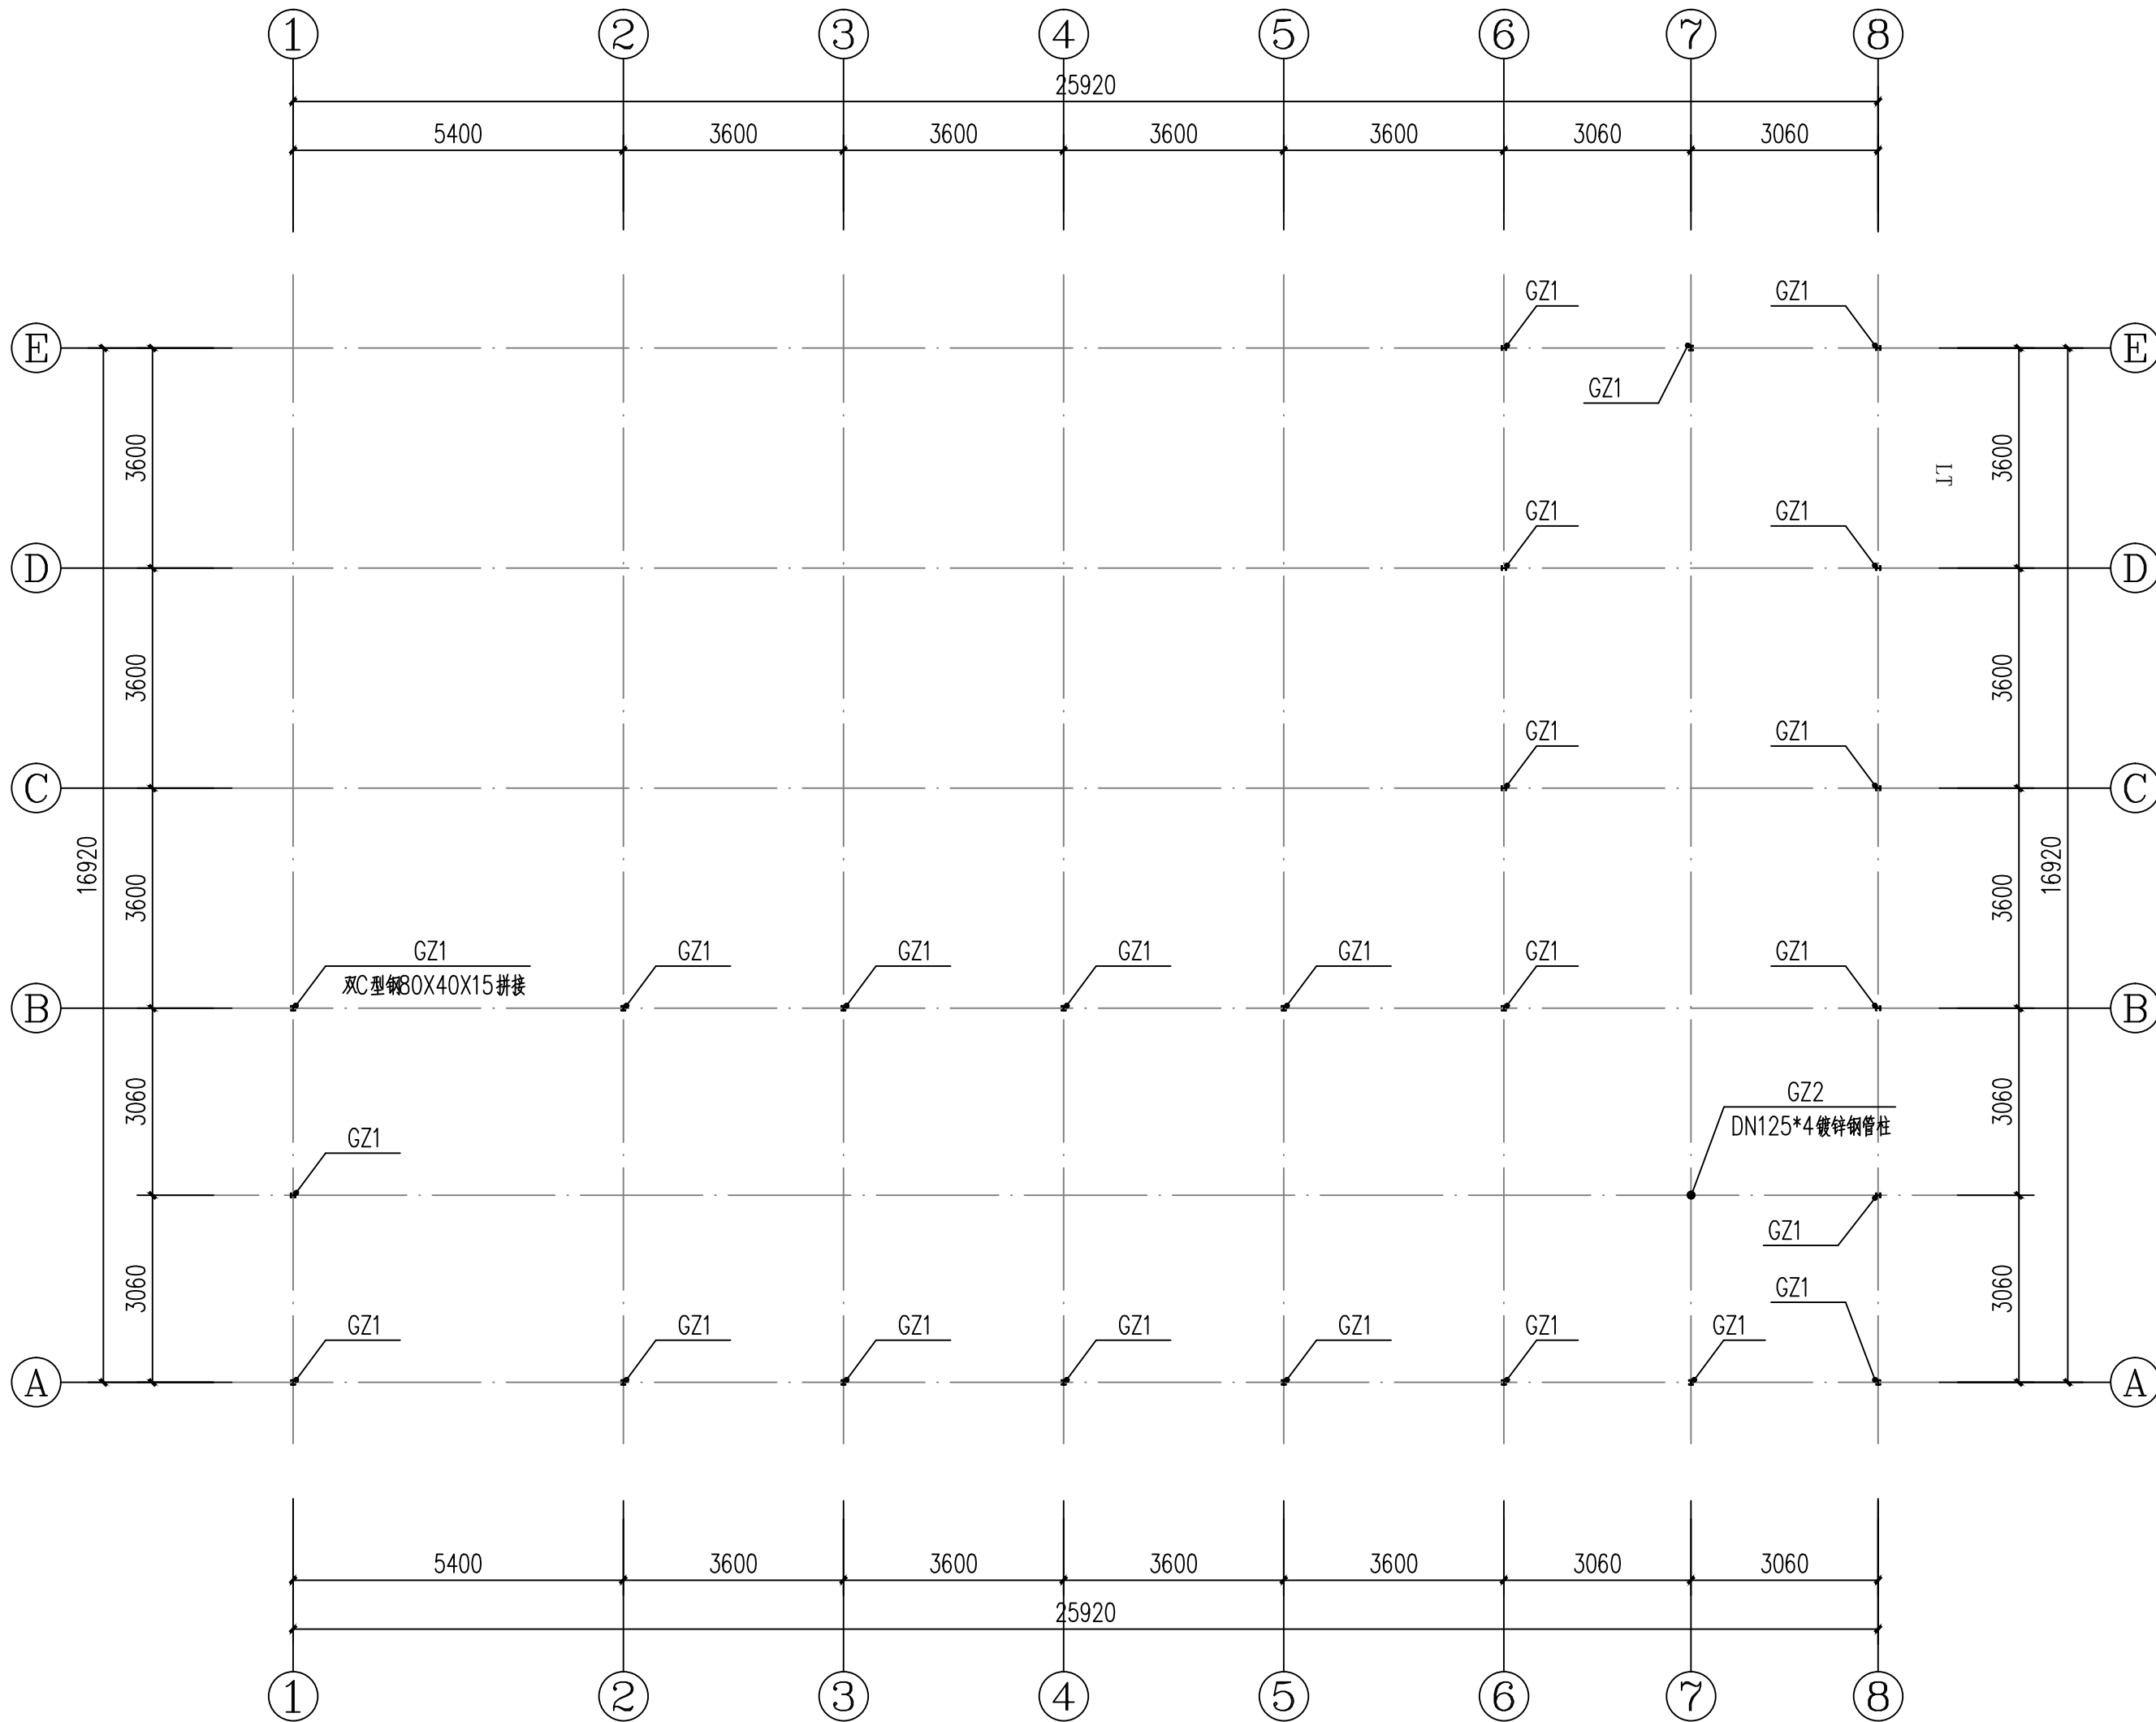 1 2 3 4 5 6 7 8
25920
5400 3600 3600 3600 3600 3060 3060
GZ1 GZ1
E E
GZ1
3600 3600
LT
GZ1 GZ1
D D
3600 3600
GZ1 GZ1
C C
16920 16920
3600 3600
GZ1 GZ1 GZ1 GZ1 GZ1 GZ1 GZ1
双C型钢80X40X15拼接
B B
GZ2
3060 3060
DN125*4镀锌钢管柱
GZ1
GZ1
3060 3060
GZ1
GZ1 GZ1 GZ1 GZ1 GZ1 GZ1 GZ1
A A
5400 3600 3600 3600 3600 3060 3060
25920
1 2 3 4 5 6 7 8